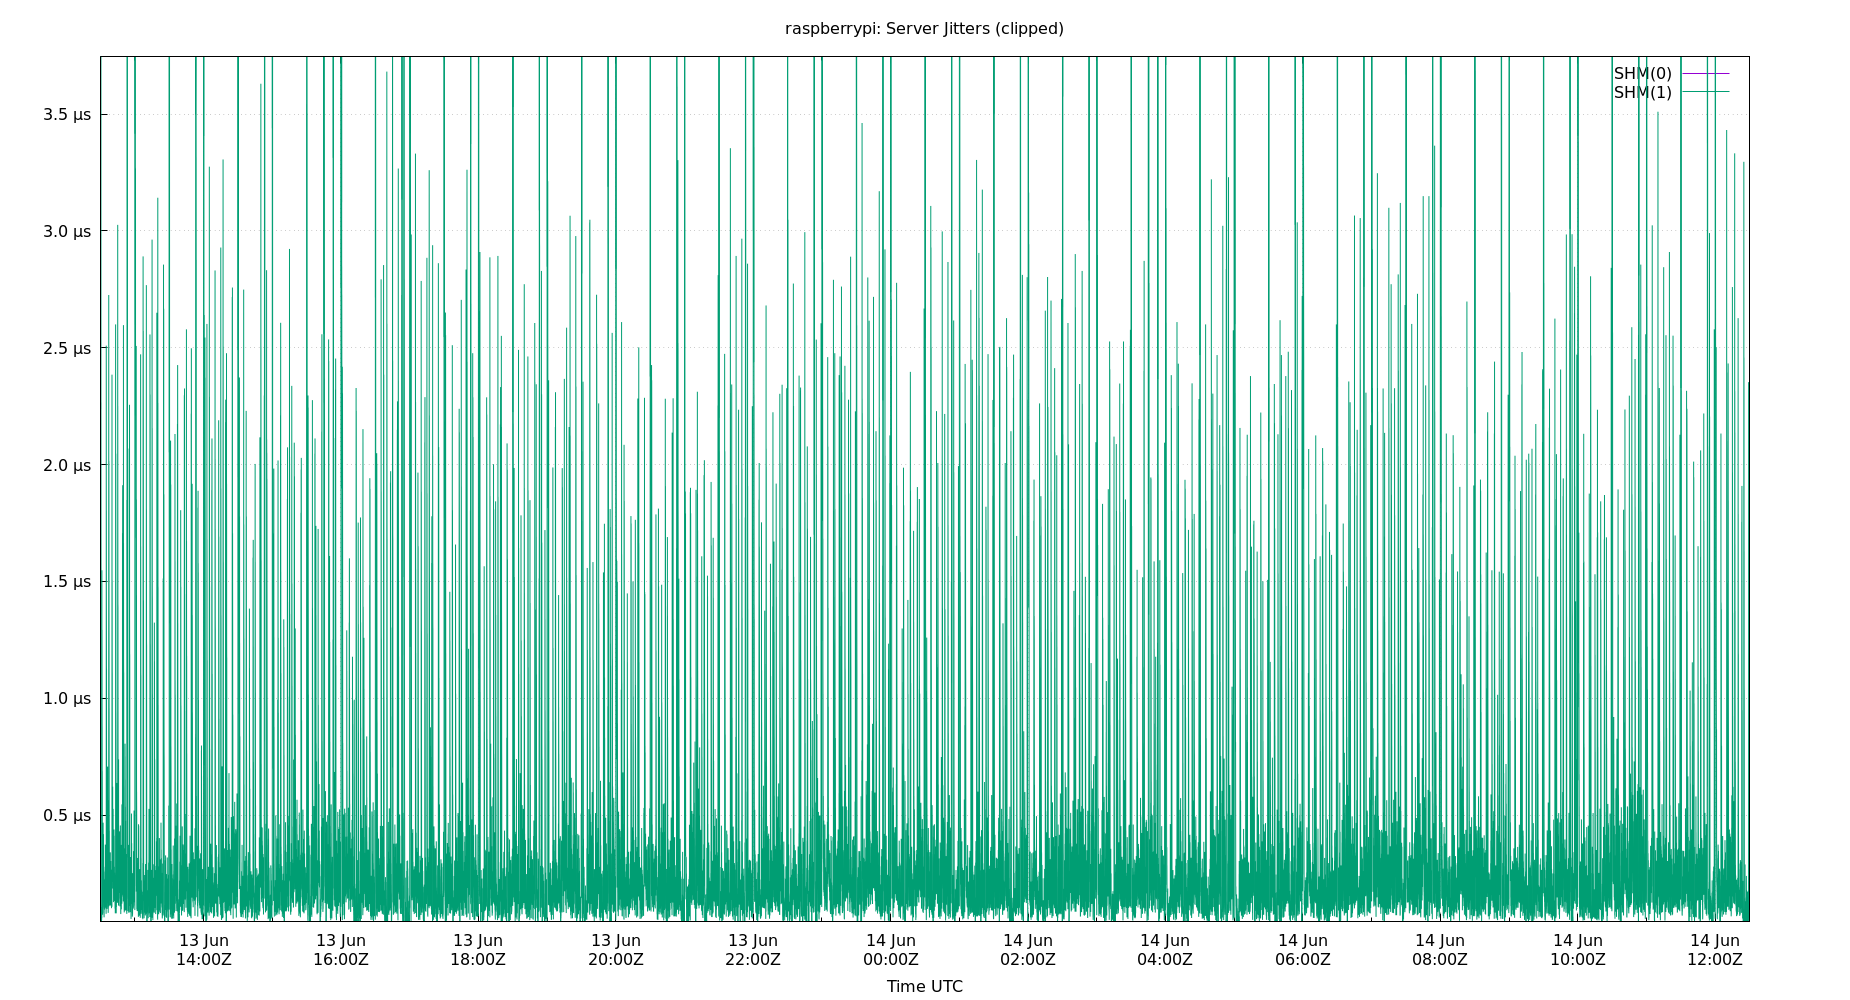 raspberrypi: Server Jitters (clipped)
SHM(0)
SHM(1)
3.5 µs
3.0 µs
2.5 µs
2.0 µs
1.5 µs
1.0 µs
0.5 µs
13 Jun 13 Jun 13 Jun 13 Jun 13 Jun 14 Jun 14 Jun 14 Jun 14 Jun 14 Jun 14 Jun 14 Jun
14:00Z 16:00Z 18:00Z 20:00Z 22:00Z 00:00Z 02:00Z 04:00Z 06:00Z 08:00Z 10:00Z 12:00Z
Time UTC